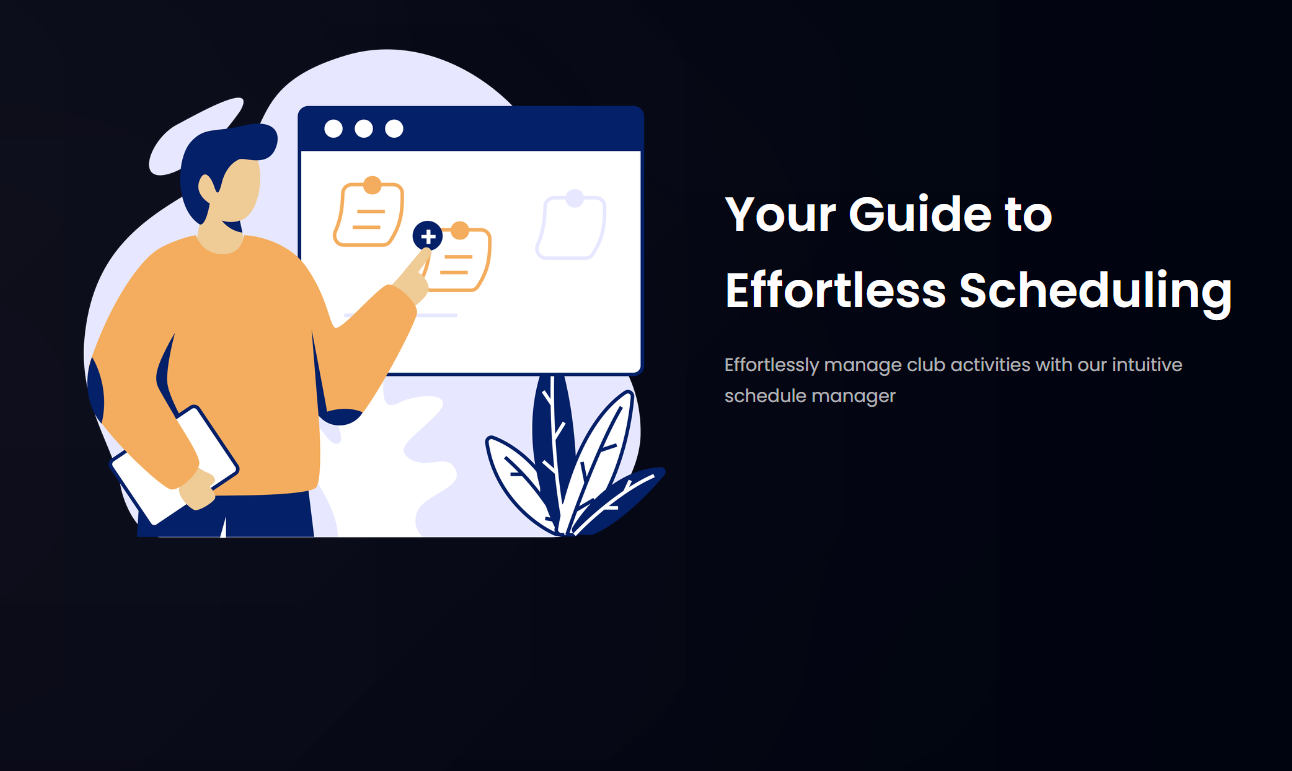 Your Guide to
Effortless Scheduling
Effortlessly manage club activities with our intuitive
schedule manager